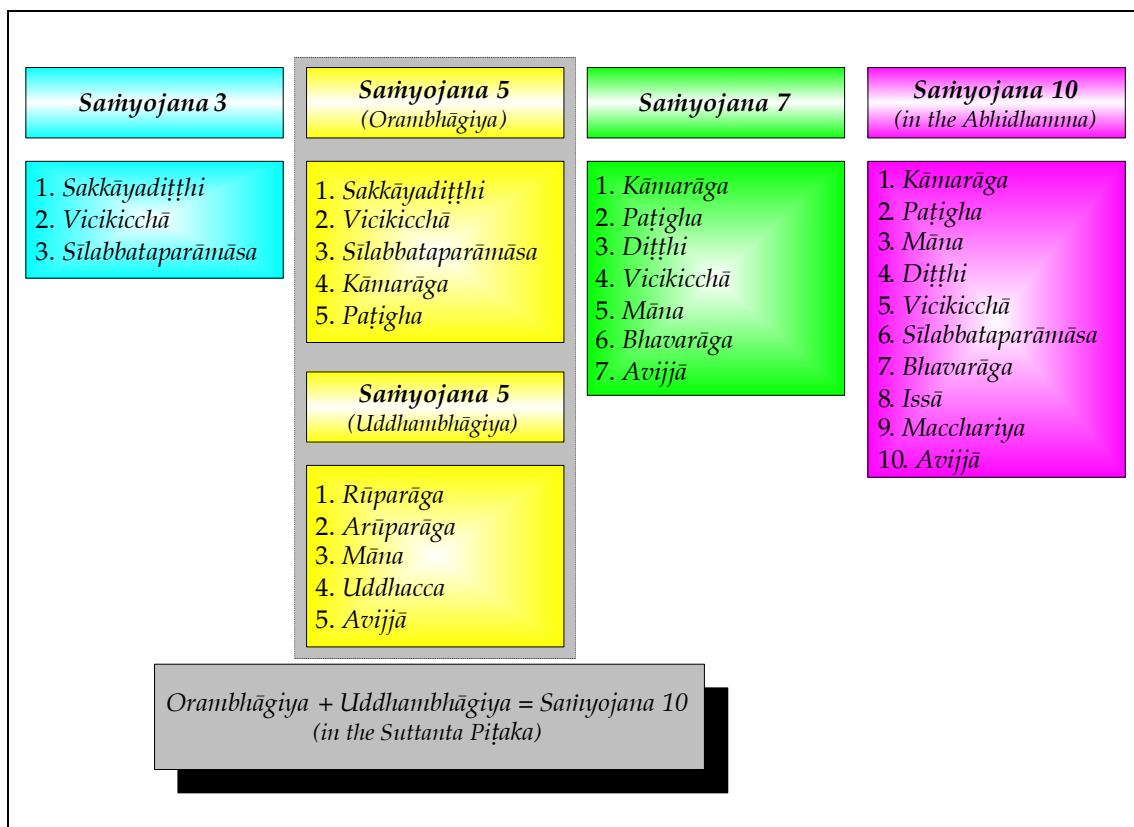 Saṁyojana 3
1. Sakkāyadiṭṭhi
2. Vicikicchā
3. Sīlabbataparāmāsa
Saṁyojana 5
(Orambhāgiya)
1. Sakkāyadiṭṭhi
2. Vicikicchā
3. Sīlabbataparāmāsa
4. Kāmarāga
5. Paṭigha
Saṁyojana 5
(Uddhambhāgiya)
1. Rūparāga
2. Arūparāga
3. Māna
4. Uddhacca
5. Avijjā
Orambhāgiya + Uddhambhāgiya = Saṁyojana 10
(in the Suttanta Piṭaka)
Saṁyojana 7
1. Kāmarāga
2. Paṭigha
3. Diṭṭhi
4. Vicikicchā
5. Māna
6. Bhavarāga
7. Avijjā
Saṁyojana 10
(in the Abhidhamma)
1. Kāmarāga
2. Paṭigha
3. Māna
4. Diṭṭhi
5. Vicikicchā
6. Sīlabbataparāmāsa
7. Bhavarāga
8. Issā
9. Macchariya
10. Avijjā